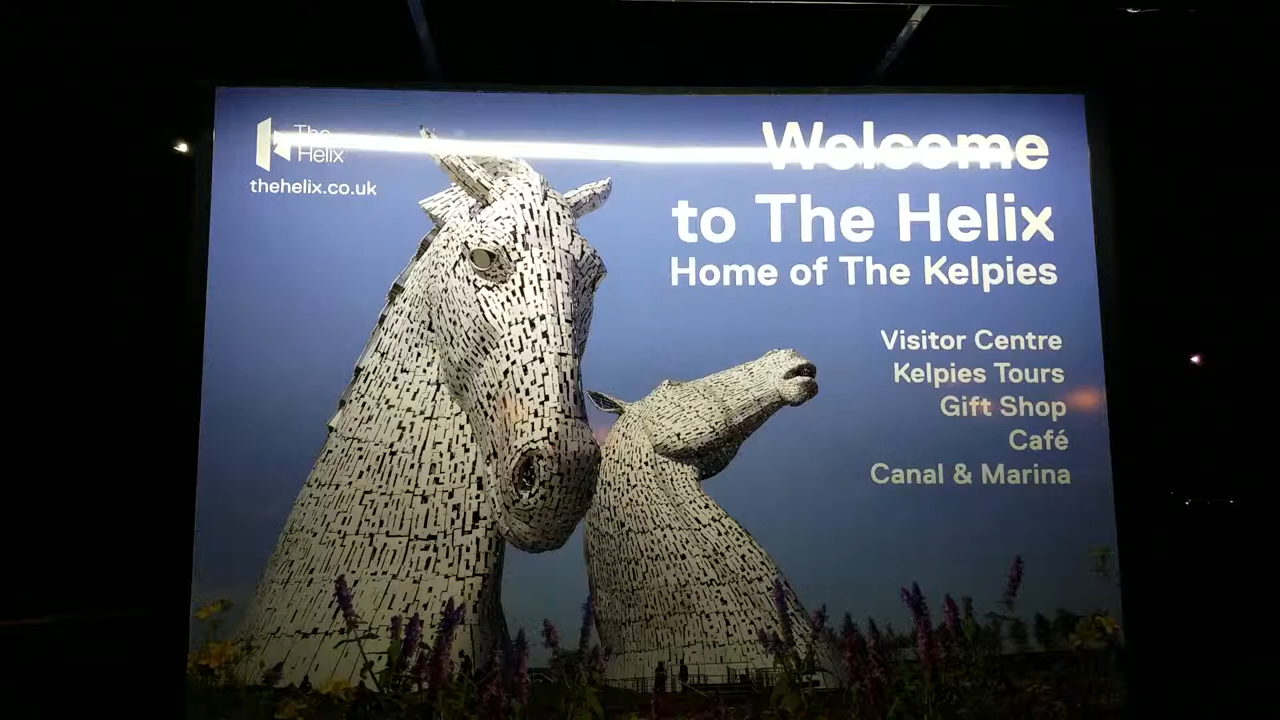 The
Helix
thehelix.co.uk
Welcome
to The Helix
Home of The Kelpies
Visitor Centre
Kelpies Tours
Gift Shop
Café
Canal & Marina